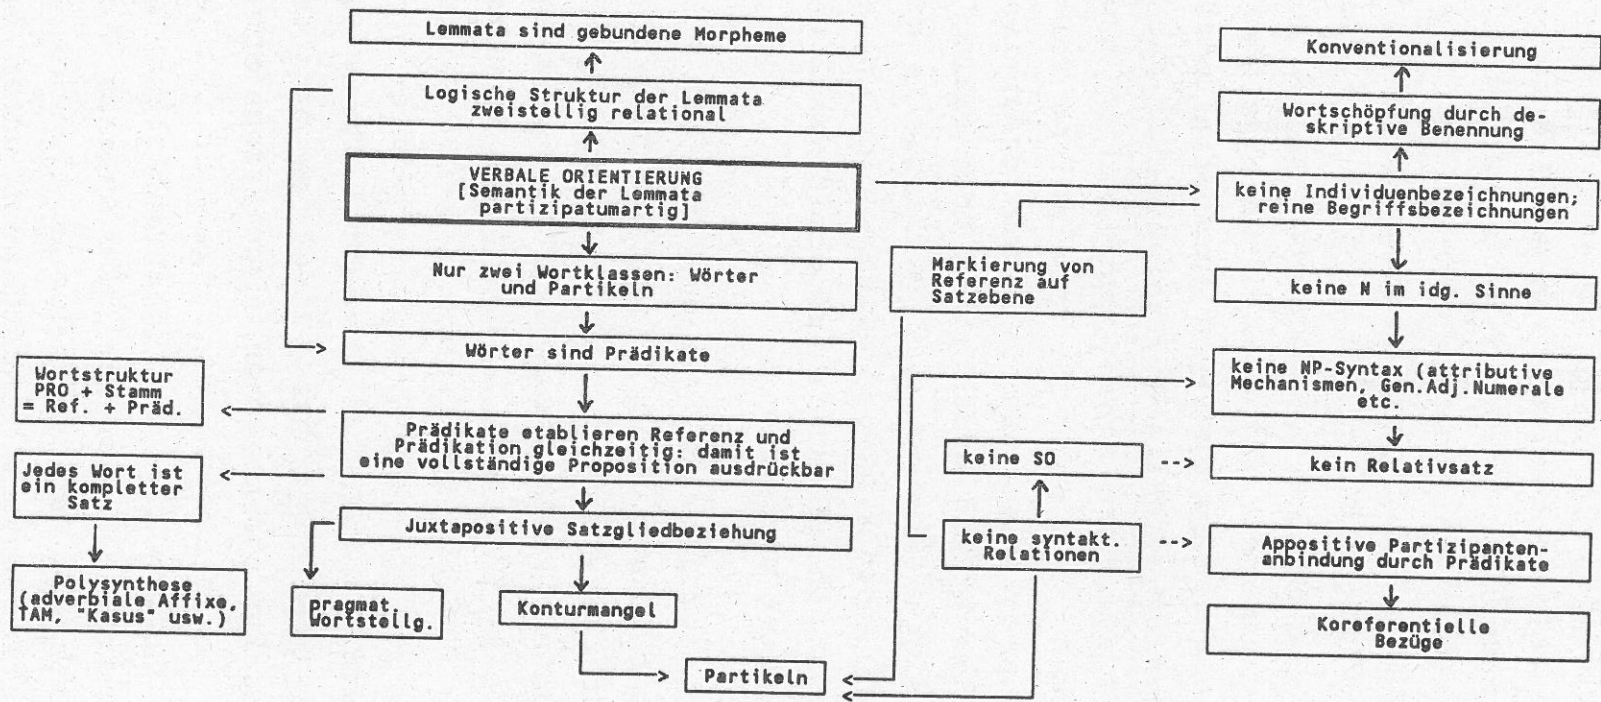 Lemmata sind gebundene Morpheme
Logische Struktur der Lemmata
zweistellig relational
VERBALE ORIENTIERUNG
[Semantik der Lemmata
partizipatumartig]
Nur zwei Wortklassen: Wörter
und Partikeln
Wörter sind Prädikate
Prädikate etablieren Referenz und
Prädikation gleichzeitig: damit ist
eine vollständige Proposition ausdrückbar
Juxtapositive Satzgliedbeziehung
Wortstruktur
PRO + Stamm
= Ref. + Präd.
Jedes Wort ist
ein kompletter
Satz
Polysynthese
(adverbiale Affixe,
TAM, "Kasus" usw.)
pragmat.
Wortstellg.
Konturmangel
Partikeln
Markierung von
Referenz auf
Satzebene
keine SO
keine syntakt.
Relationen
Konventionalisierung
Wortschöpfung durch de-
skriptive Benennung
keine Individuenbezeichnungen;
reine Begriffsbezeichnungen
keine N im idg. Sinne
keine NP-Syntax (attributive
Mechanismen, Gen.Adj.Numerale
etc.
kein Relativsatz
Appositive Partizipanten-
anbindung durch Prädikate
Koreferentielle
Bezüge